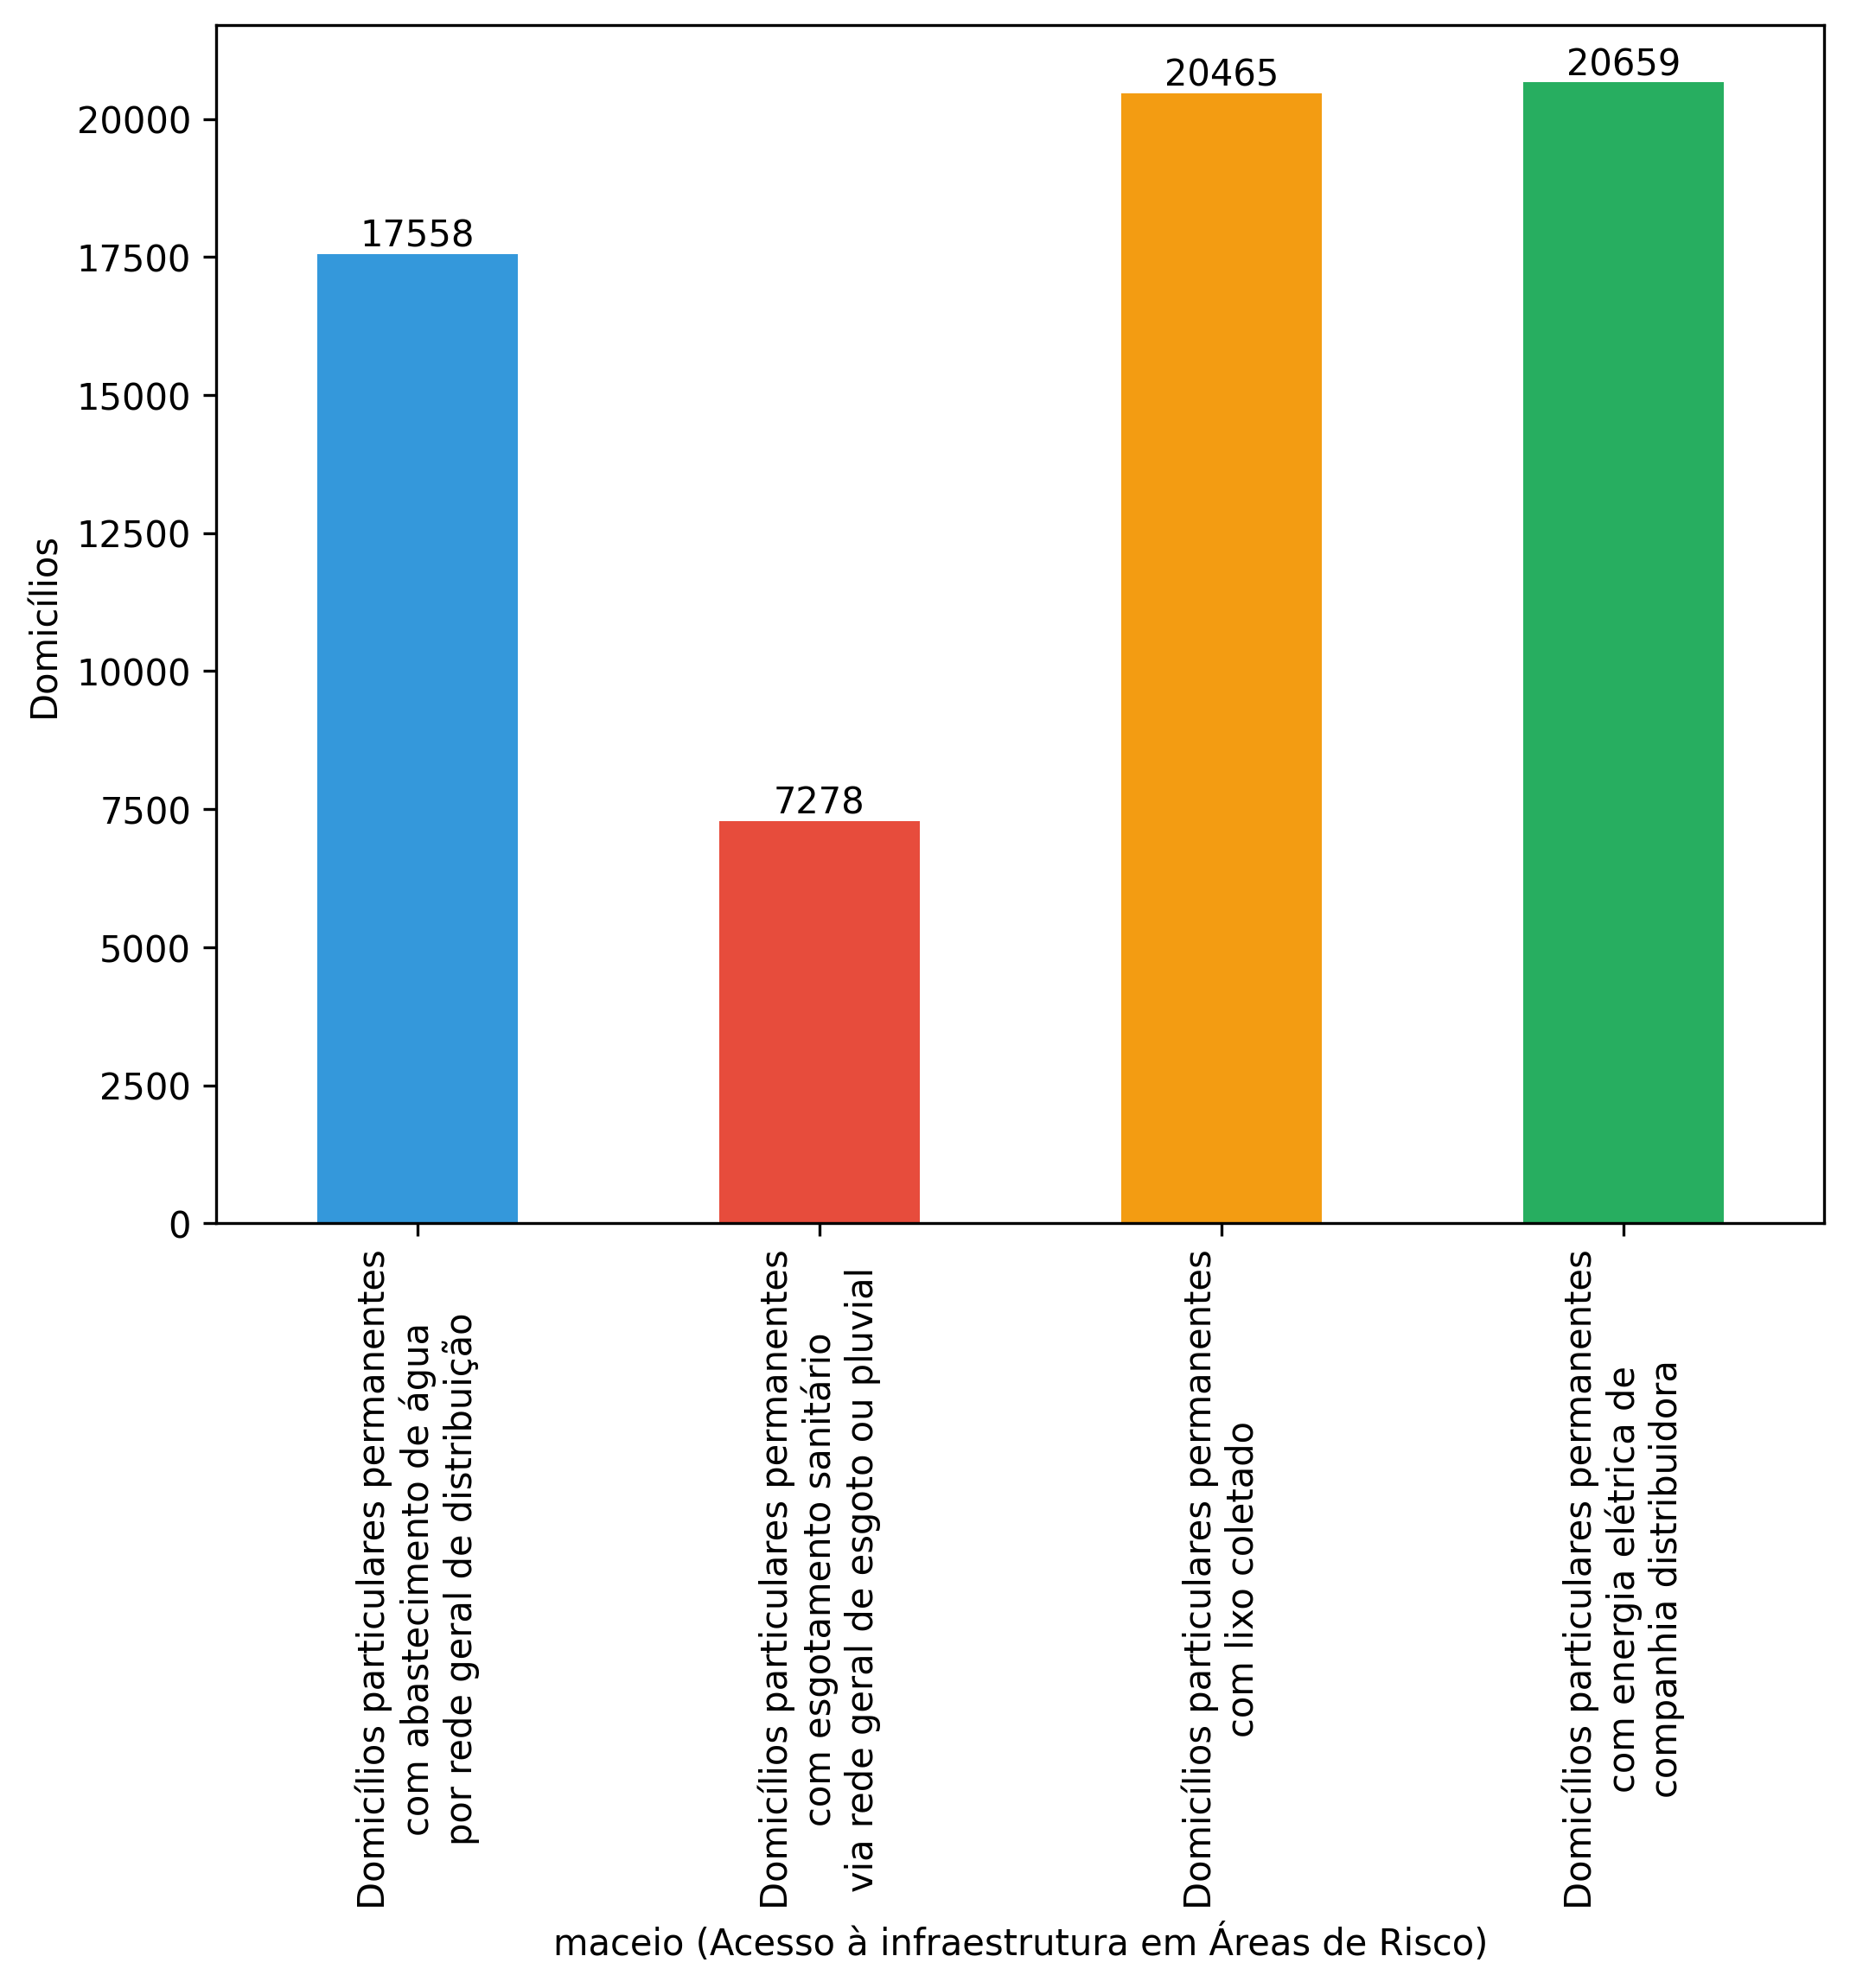 20000
17500
15000
12500
10000
7500
5000
2500
0
Domicílios
17558
7278
20465
20659
Domicílios particulares permanentes
com abastecimento de água
por rede geral de distribuição
Domicílios particulares permanentes
com esgotamento sanitário
via rede geral de esgoto ou pluvial
Domicílios particulares permanentes
com lixo coletado
Domicílios particulares permanentes
com energia elétrica de
companhia distribuidora
maceio (Acesso à infraestrutura em Áreas de Risco)